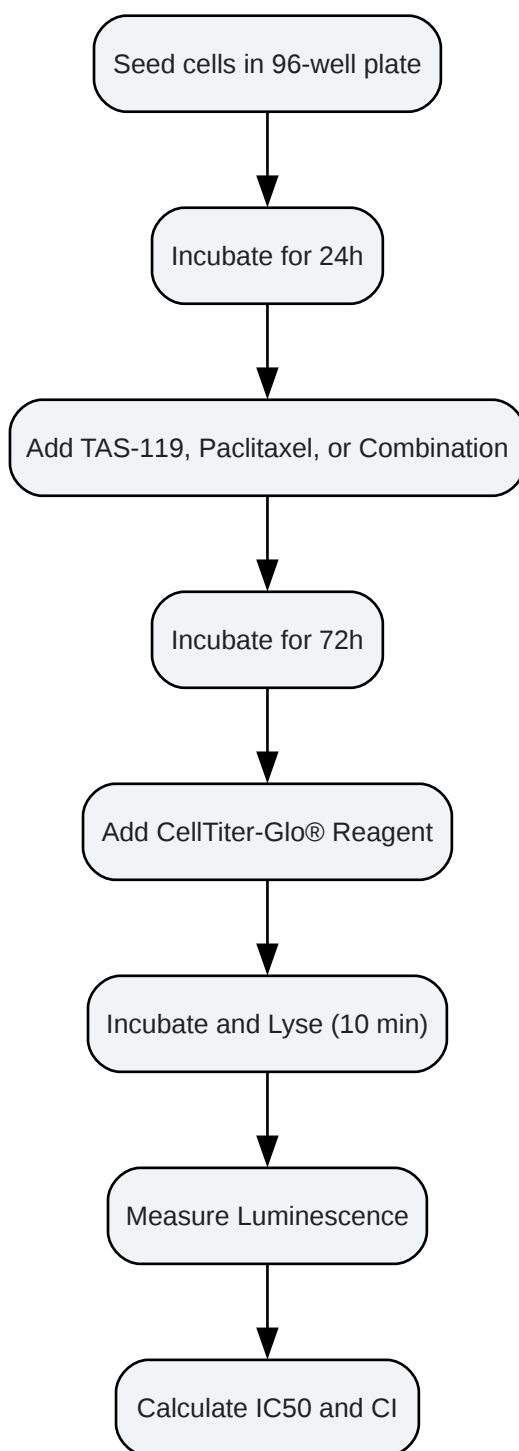 Seed cells in 96-well plate
Incubate for 24h
Add TAS-119, Paclitaxel, or Combination
Incubate for 72h
Add CellTiter-Glo® Reagent
Incubate and Lyse (10 min)
Measure Luminescence
Calculate IC50 and CI